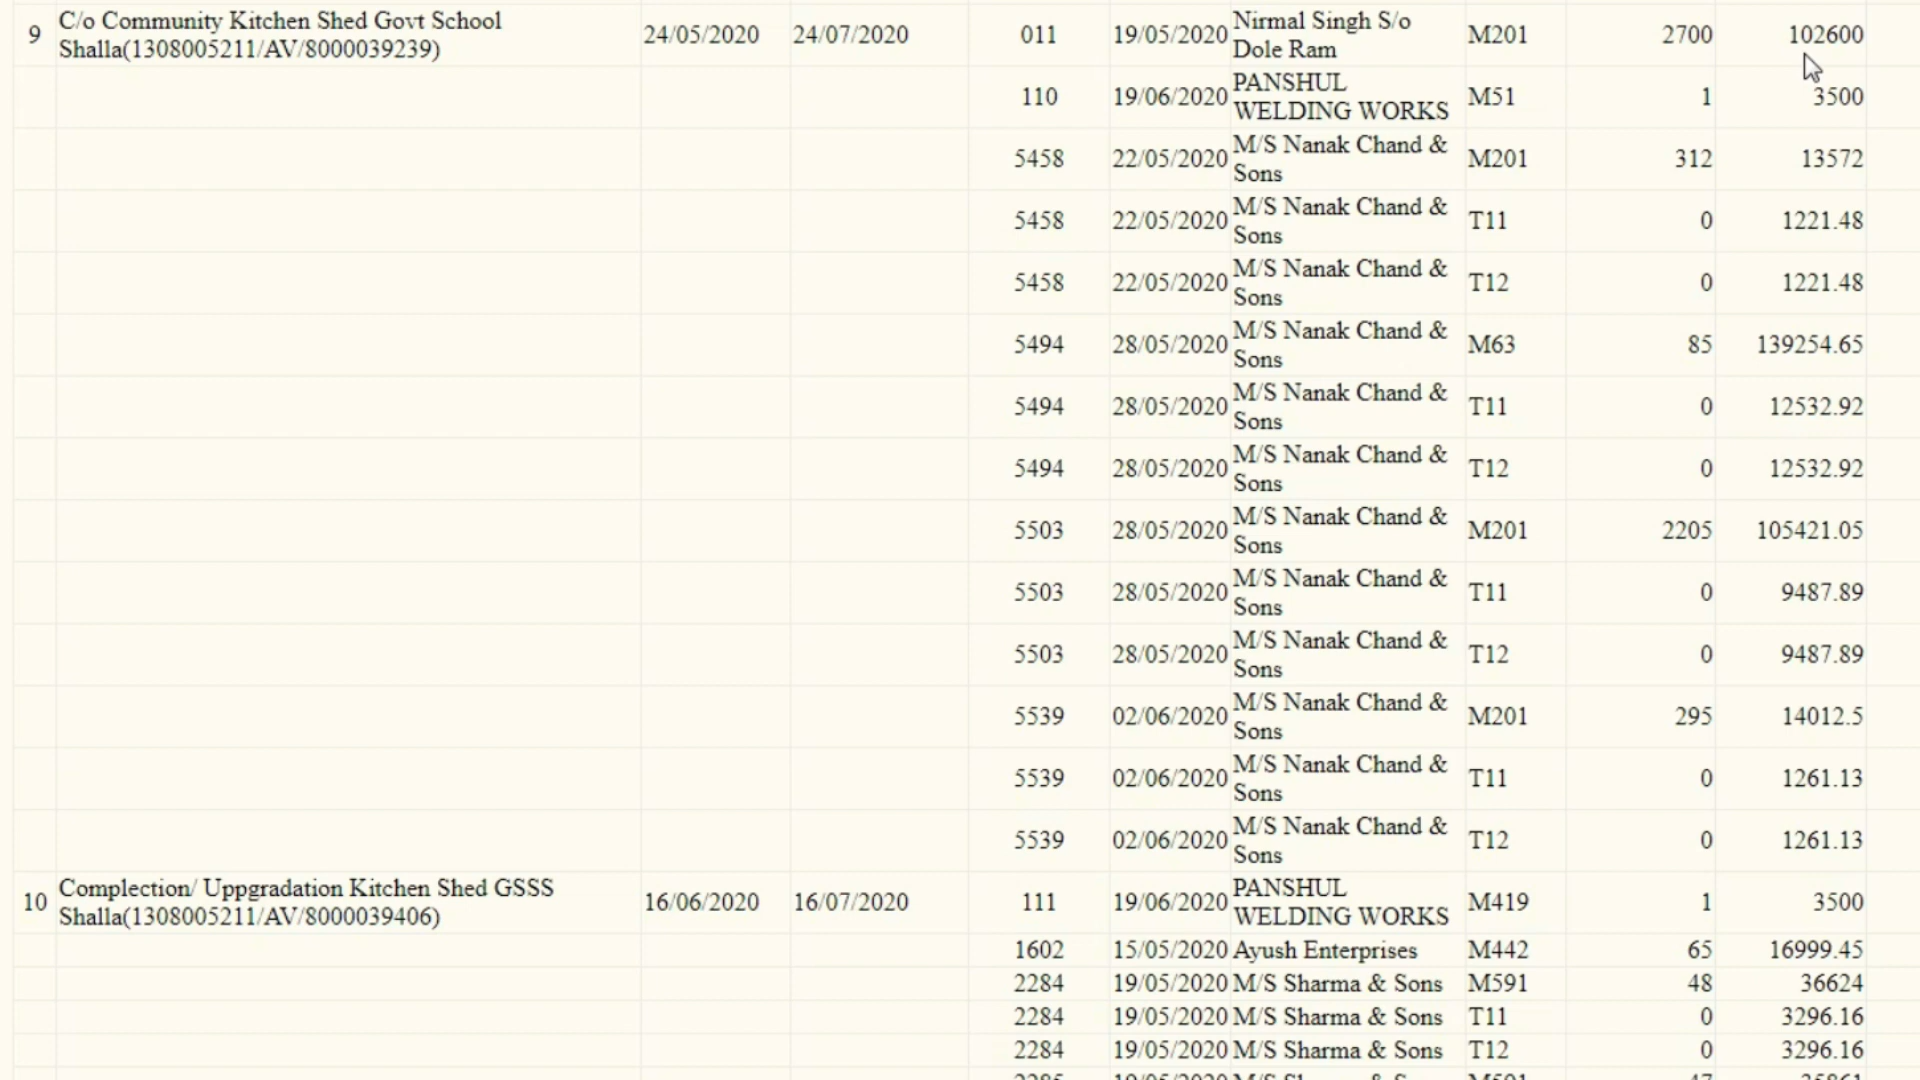 9 C/o Community Kitchen Shed Govt School Shalla(1308005211/AV/8000039239) 24/05/2020 24/07/2020 011 19/05/2020 Nirmal Singh S/o Dole Ram M201 2700 102600
110 19/06/2020 PANSHUL WELDING WORKS M51 1 3500
5458 22/05/2020 M/S Nanak Chand & Sons M201 312 13572
5458 22/05/2020 M/S Nanak Chand & Sons T11 0 1221.48
5458 22/05/2020 M/S Nanak Chand & Sons T12 0 1221.48
5494 28/05/2020 M/S Nanak Chand & Sons M63 85 139254.65
5494 28/05/2020 M/S Nanak Chand & Sons T11 0 12532.92
5494 28/05/2020 M/S Nanak Chand & Sons T12 0 12532.92
5503 28/05/2020 M/S Nanak Chand & Sons M201 2205 105421.05
5503 28/05/2020 M/S Nanak Chand & Sons T11 0 9487.89
5503 28/05/2020 M/S Nanak Chand & Sons T12 0 9487.89
5539 02/06/2020 M/S Nanak Chand & Sons M201 295 14012.5
5539 02/06/2020 M/S Nanak Chand & Sons T11 0 1261.13
5539 02/06/2020 M/S Nanak Chand & Sons T12 0 1261.13
10 Complection/ Uppgradation Kitchen Shed GSSS Shalla(1308005211/AV/8000039406) 16/06/2020 16/07/2020 111 19/06/2020 PANSHUL WELDING WORKS M419 1 3500
1602 15/05/2020 Ayush Enterprises M442 65 16999.45
2284 19/05/2020 M/S Sharma & Sons M591 48 36624
2284 19/05/2020 M/S Sharma & Sons T11 0 3296.16
2284 19/05/2020 M/S Sharma & Sons T12 0 3296.16